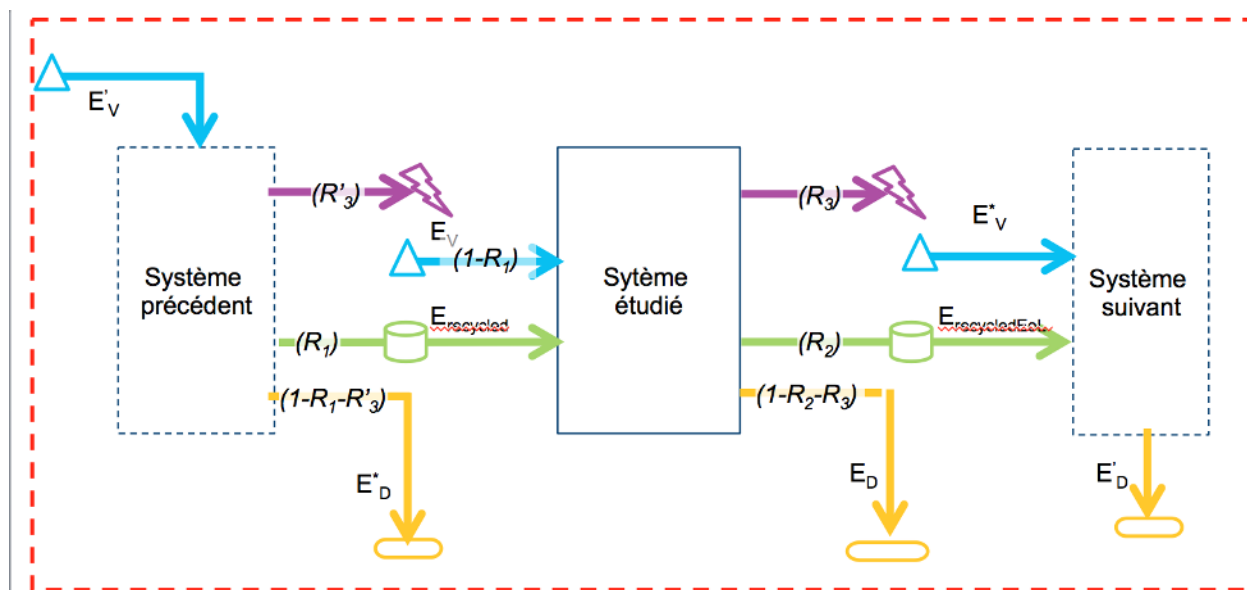 E'V
(R'3)
(R3)
E*V
EV
(1-R1)
Système
précédent
Sytème
étudié
Système
suivant
Erecycled
ErecycledEoL
(R1)
(R2)
(1-R1-R'3)
(1-R2-R3)
E*D
ED
E'D